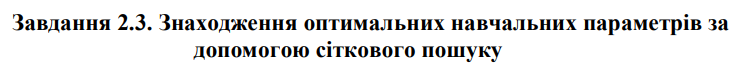 Завдання 2.3. Знаходження оптимальних навчальних параметрів за
допомогою сіткового пошуку